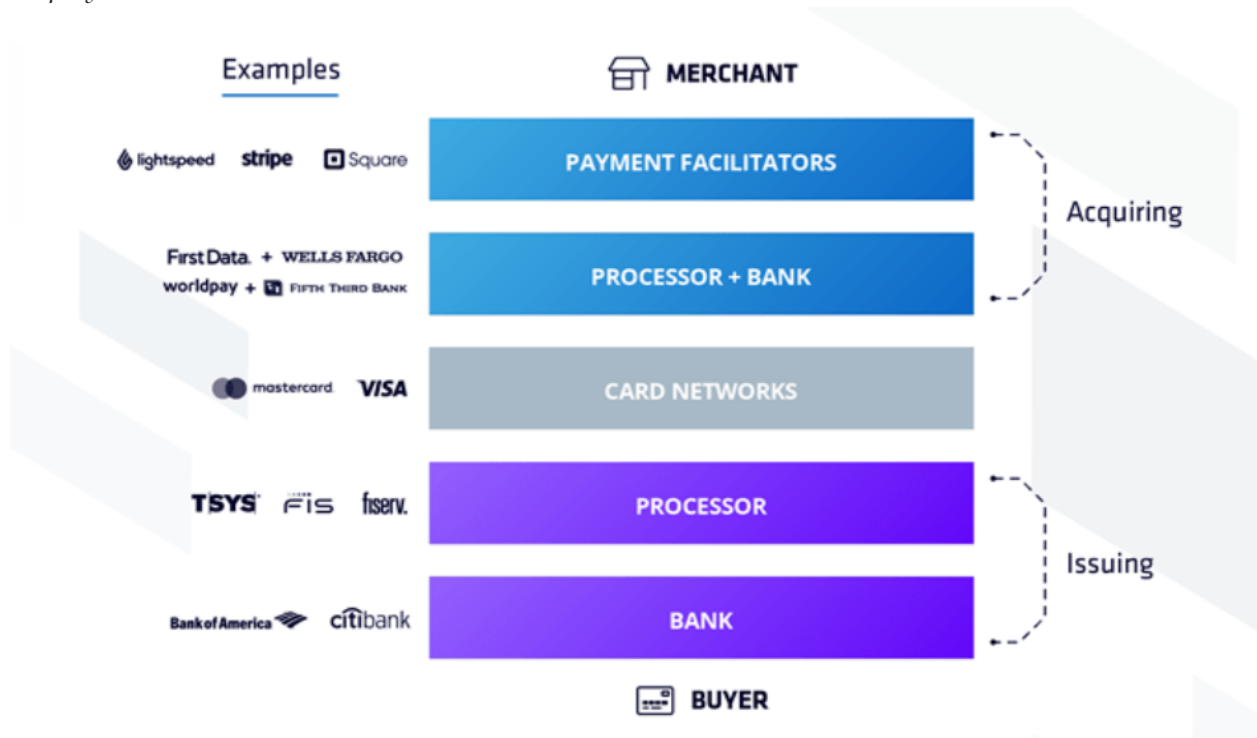 Examples
MERCHANT
lightspeed stripe Square
PAYMENT FACILITATORS
Acquiring
First Data. + WELLS FARGO
worldpay + FIFTH THIRD BANK
PROCESSOR + BANK
mastercard. VISA
CARD NETWORKS
TSYS FIS fiserv.
PROCESSOR
Issuing
Bank of America citibank
BANK
BUYER